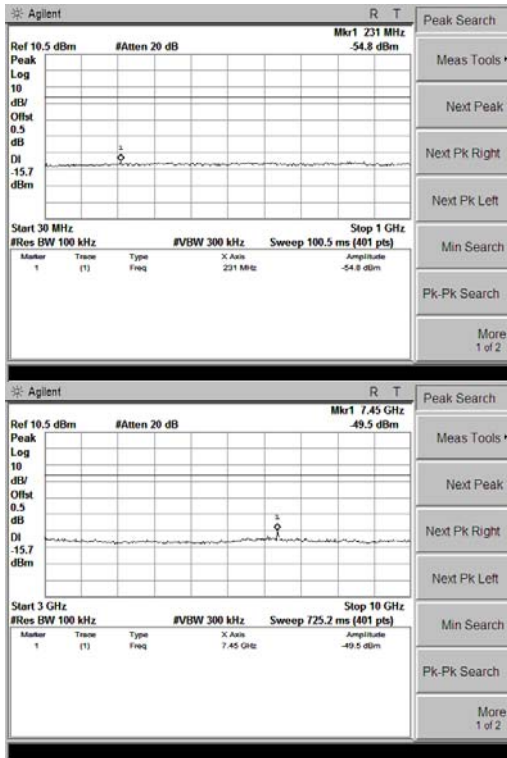 Agilent R T
Mkr1 231 MHz
Ref 10.5 dBm #Atten 20 dB -54.8 dBm
Peak
Log
10
dB/
Offst
0.5
dB
DI
-15.7
dBm
1
Start 30 MHz Stop 1 GHz
#Res BW 100 kHz #VBW 300 kHz Sweep 100.5 ms (401 pts)
Marker Trace Type X Axis Amplitude
1 (1) Freq 231 MHz -54.8 dBm
Peak Search
Meas Tools
Next Peak
Next Pk Right
Next Pk Left
Min Search
Pk-Pk Search
More
1 of 2
Agilent R T
Mkr1 7.45 GHz
Ref 10.5 dBm #Atten 20 dB -49.5 dBm
Peak
Log
10
dB/
Offst
0.5
dB
DI
-15.7
dBm
1
Start 3 GHz Stop 10 GHz
#Res BW 100 kHz #VBW 300 kHz Sweep 725.2 ms (401 pts)
Marker Trace Type X Axis Amplitude
1 (1) Freq 7.45 GHz -49.5 dBm
Peak Search
Meas Tools
Next Peak
Next Pk Right
Next Pk Left
Min Search
Pk-Pk Search
More
1 of 2